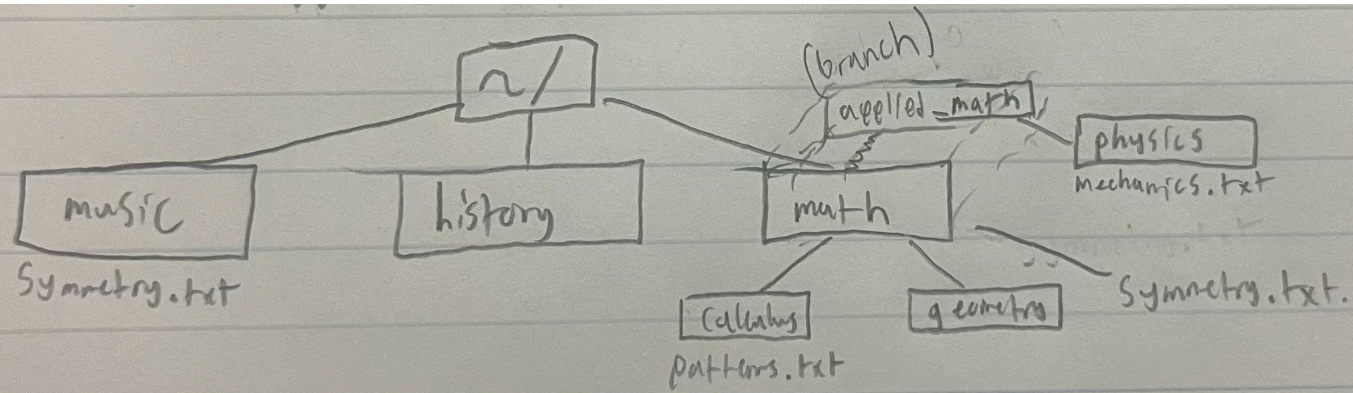 (branch)
~/
applied_math
physics
mechanics.txt
music
history
math
Symmetry.txt
Symmetry.txt.
Calculus
geometry
patterns.txt